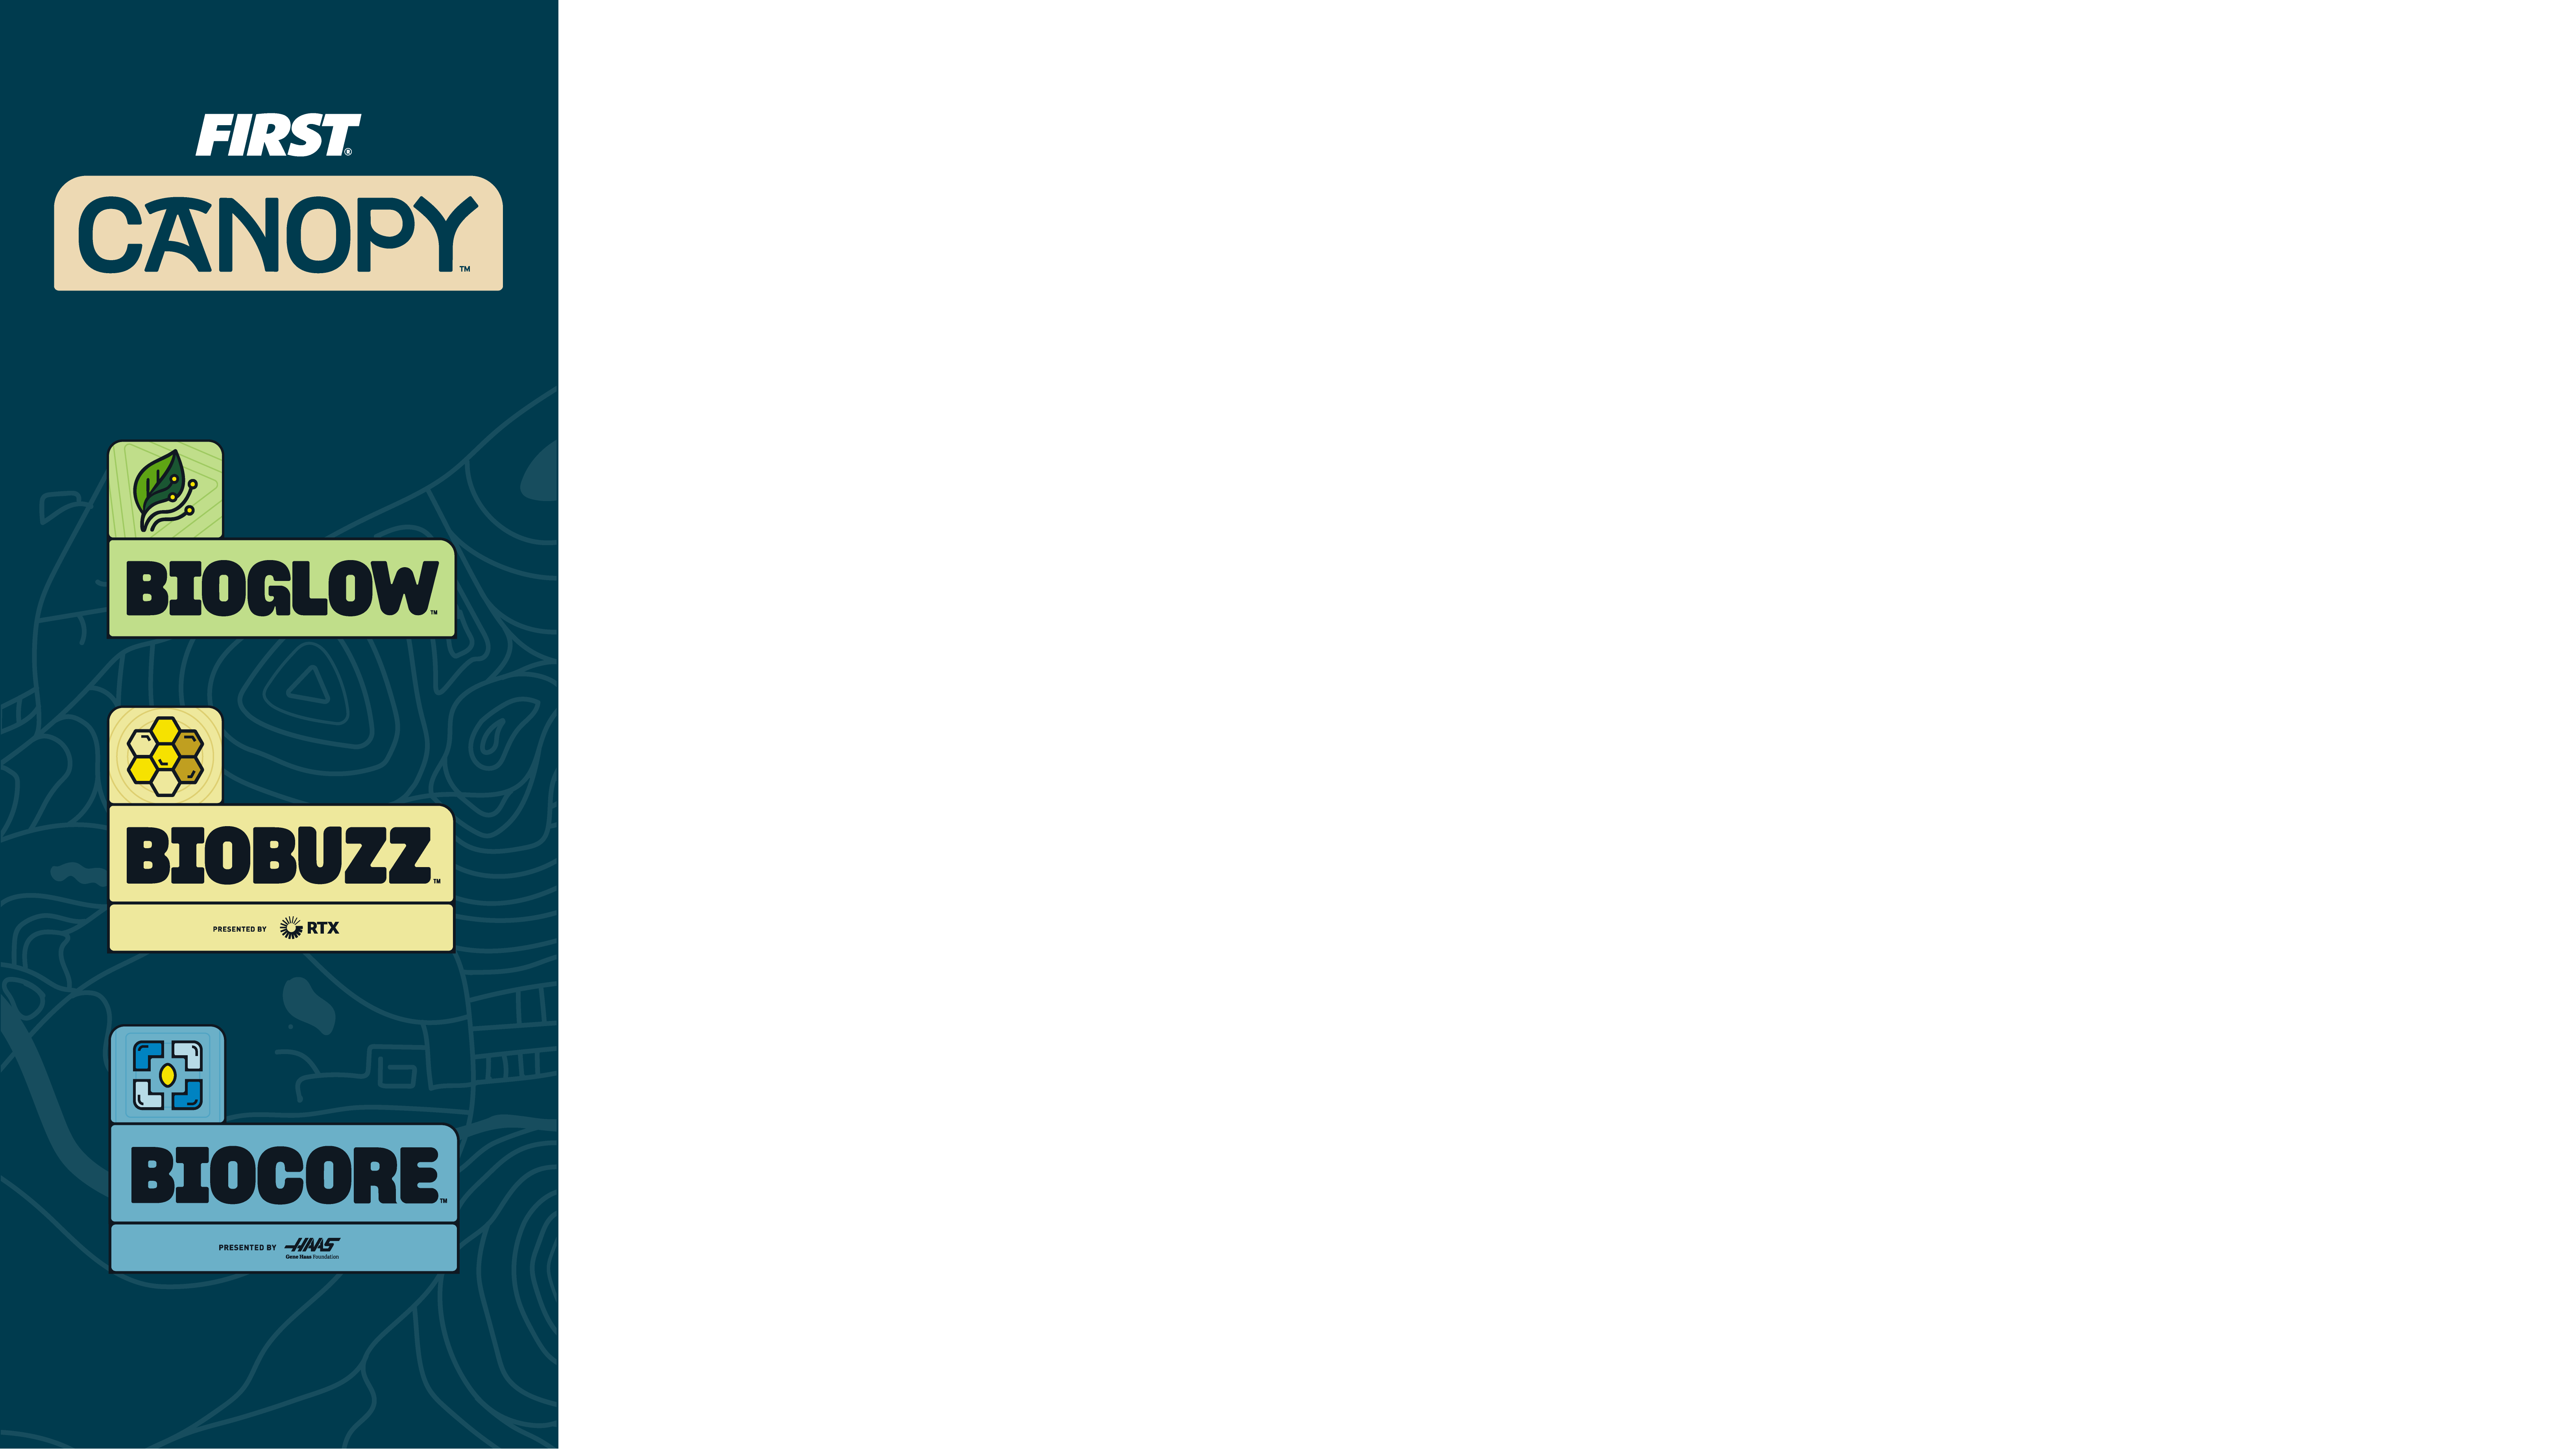 FIRST®
CANOPY™
BIOGLOW™
BIOBUZZ™
PRESENTED BY RTX
BIOCORE™
PRESENTED BY HAAS
Gene Haas Foundation